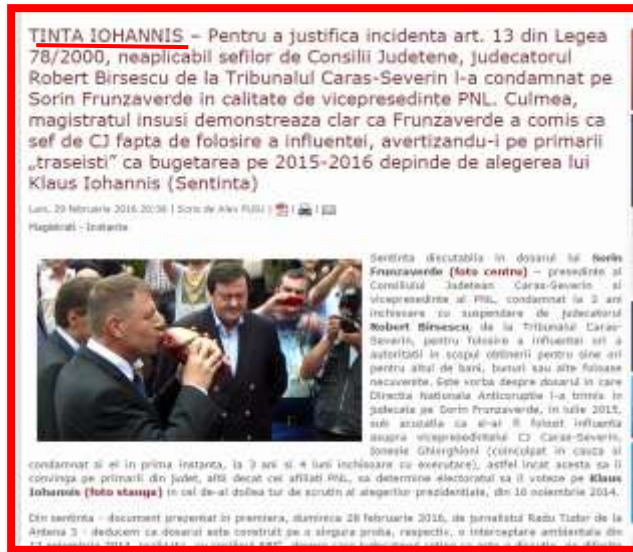 TINTA IOHANNIS – Pentru a justifica incidenta art. 13 din Legea
78/2000, neaplicabil sefilor de Consilii Judetene, judecatorul
Robert Birsescu de la Tribunalul Caras-Severin l-a condamnat pe
Sorin Frunzaverde in calitate de vicepresedinte PNL. Culmea,
magistratul insusi demonstreaza clar ca Frunzaverde a comis ca
sef de CJ fapta de folosire a influentei, avertizandu-i pe primarii
„traseisti” ca bugetarea pe 2015-2016 depinde de alegerea lui
Klaus Iohannis (Sentinta)
Luni, 29 februarie 2016 20:36 | Scris de Alex PUIU |
Magistrati - Instante
Sentinta discutabila in dosarul lui Sorin
Frunzaverde (foto centru) – presedinte al
Consiliului Judetean Caras-Severin si
vicepresedinte al PNL, condamnat la 3 ani
inchisoare cu suspendare de judecatorul
Robert Birsescu, de la Tribunalul Caras-
Severin, pentru folosire a influentei ori a
autoritatii in scopul obtinerii pentru sine ori
pentru altul de bani, bunuri sau alte foloase
necuvenite. Este vorba despre dosarul in care
Directia Nationala Anticoruptie l-a trimis in
judecata pe Sorin Frunzaverde, in iulie 2015,
sub acuzatia ca si-ar fi folosit influenta
asupra vicepresedintelui CJ Caras-Severin,
Ionesie Ghiorghioni (coinculpat in cauza si
condamnat si el in prima instanta, la 3 ani si 4 luni inchisoare cu executare), astfel incat acesta sa ii
convinga pe primarii din judet, altii decat cei afiliati PNL, sa determine electoratul sa il voteze pe Klaus
Iohannis (foto stanga) in cel de-al doilea tur de scrutin al alegerilor prezidentiale, din 16 noiembrie 2014.
Din sentinta - document prezentat in premiera, duminica 28 februarie 2016, de jurnalistul Radu Tudor de la
Antena 3 - deducem ca dosarul este construit pe o singura proba, respectiv, o interceptare ambientala din